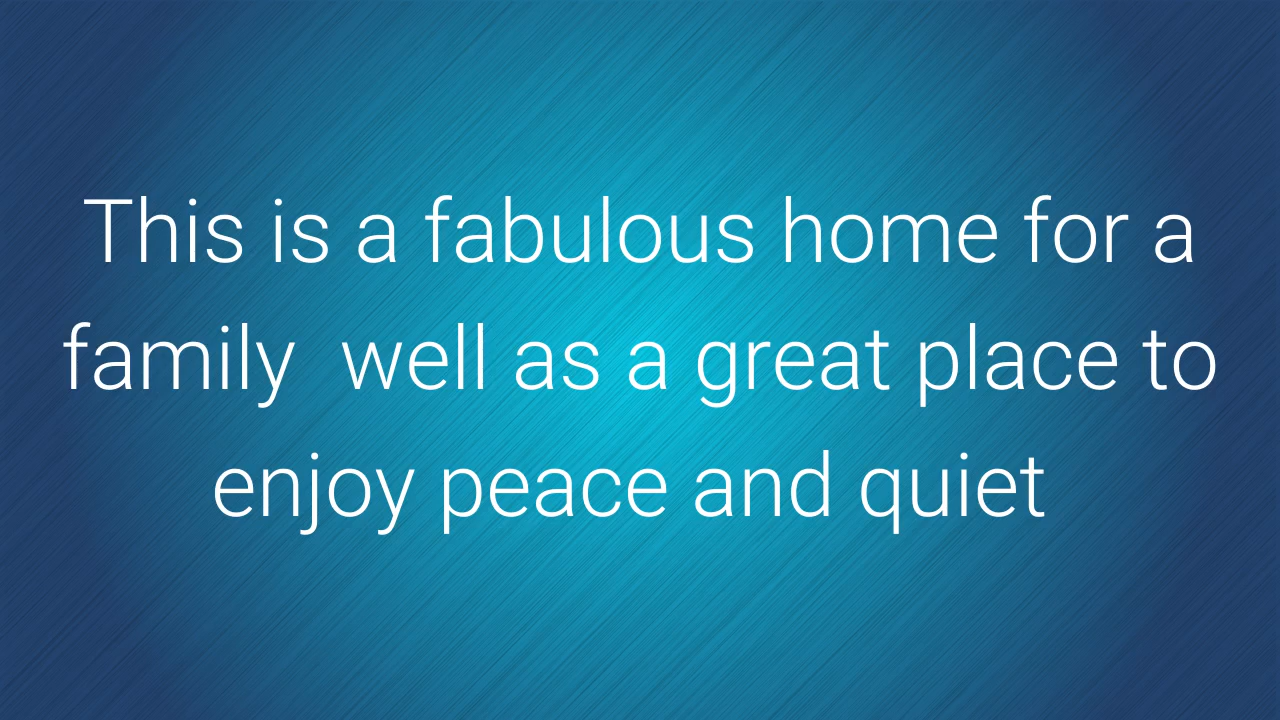 This is a fabulous home for a
family  well as a great place to
enjoy peace and quiet